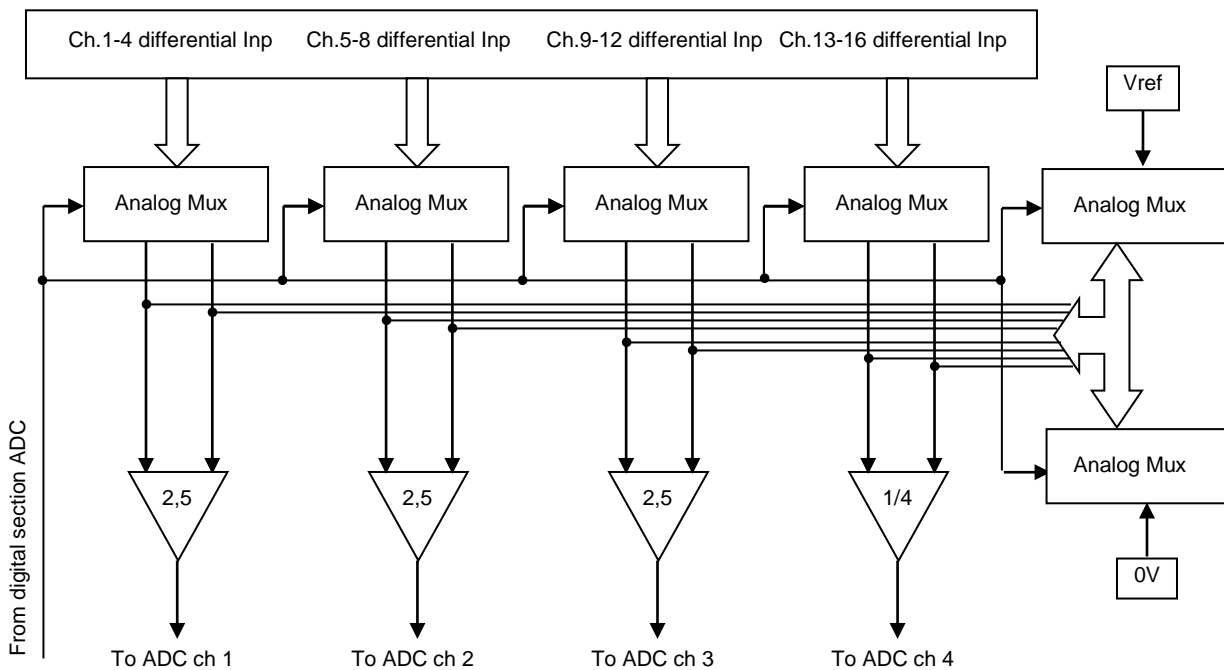 Ch.1-4 differential Inp
Ch.5-8 differential Inp
Ch.9-12 differential Inp
Ch.13-16 differential Inp
Vref
Analog Mux
Analog Mux
Analog Mux
Analog Mux
Analog Mux
Analog Mux
2,5
2,5
2,5
1/4
0V
From digital section ADC
To ADC ch 1
To ADC ch 2
To ADC ch 3
To ADC ch 4